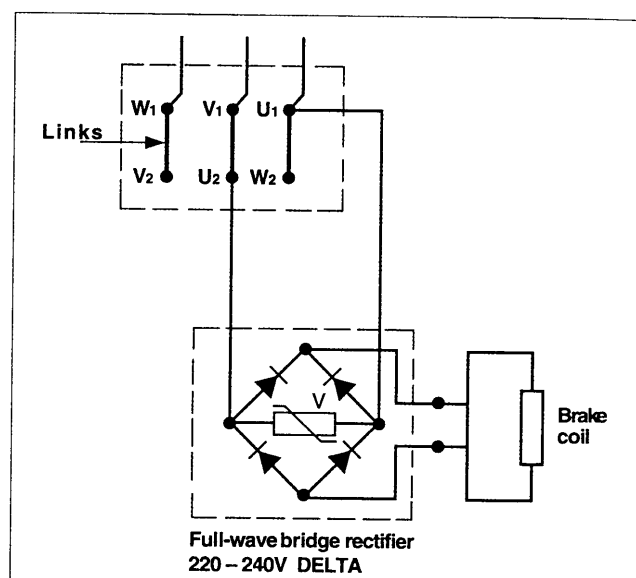 W1 V1 U1
Links
V2 U2 W2
V
Brake
coil
Full-wave bridge rectifier
220 – 240V DELTA